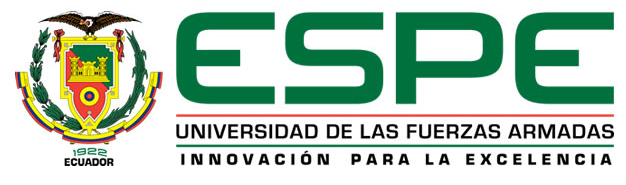 ESPE
UNIVERSIDAD DE LAS FUERZAS ARMADAS
INNOVACIÓN PARA LA EXCELENCIA
1922
ECUADOR